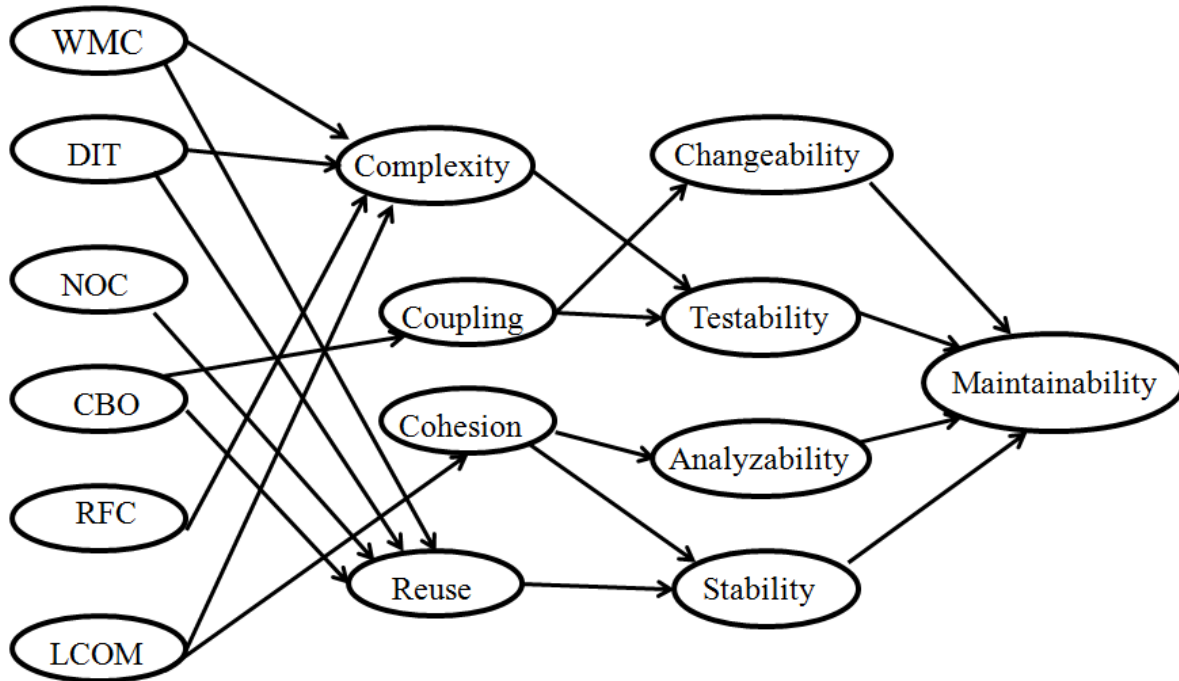 WMC
DIT
NOC
CBO
RFC
LCOM
Complexity
Coupling
Cohesion
Reuse
Changeability
Testability
Analyzability
Stability
Maintainability